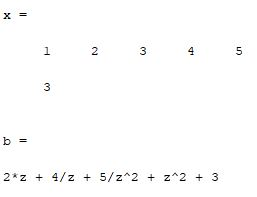 x =
1 2 3 4 5
3
b =
2*z + 4/z + 5/z^2 + z^2 + 3